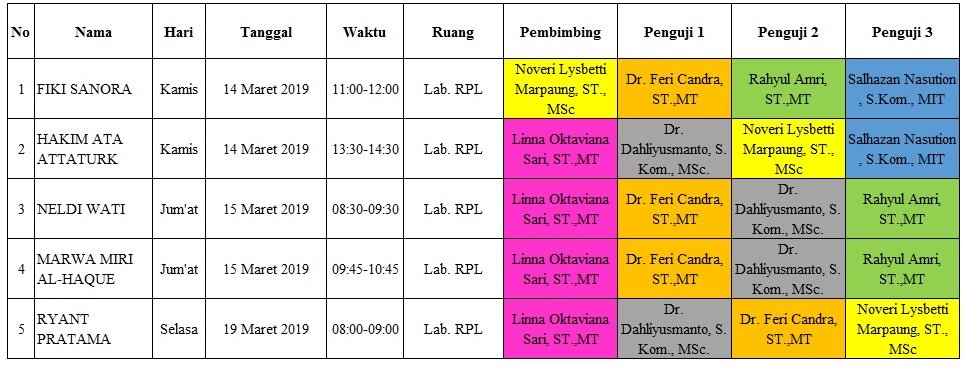 No Nama Hari Tanggal Waktu Ruang Pembimbing Penguji 1 Penguji 2 Penguji 3
1 FIKI SANORA Kamis 14 Maret 2019 11:00-12:00 Lab. RPL Noveri Lysbetti Marpaung, ST., MSc Dr. Feri Candra, ST.,MT Rahyul Amri, ST.,MT Salhazan Nasution , S.Kom., MIT
2 HAKIM ATA ATTATURK Kamis 14 Maret 2019 13:30-14:30 Lab. RPL Linna Oktaviana Sari, ST.,MT Dr. Dahliyusmanto, S. Kom., MSc. Noveri Lysbetti Marpaung, ST., MSc Salhazan Nasution , S.Kom., MIT
3 NELDI WATI Jum'at 15 Maret 2019 08:30-09:30 Lab. RPL Linna Oktaviana Sari, ST.,MT Dr. Feri Candra, ST.,MT Dr. Dahliyusmanto, S. Kom., MSc. Rahyul Amri, ST.,MT
4 MARWA MIRI AL-HAQUE Jum'at 15 Maret 2019 09:45-10:45 Lab. RPL Linna Oktaviana Sari, ST.,MT Dr. Feri Candra, ST.,MT Dr. Dahliyusmanto, S. Kom., MSc. Rahyul Amri, ST.,MT
5 RYANT PRATAMA Selasa 19 Maret 2019 08:00-09:00 Lab. RPL Linna Oktaviana Sari, ST.,MT Dr. Dahliyusmanto, S. Kom., MSc. Dr. Feri Candra, ST.,MT Noveri Lysbetti Marpaung, ST., MSc